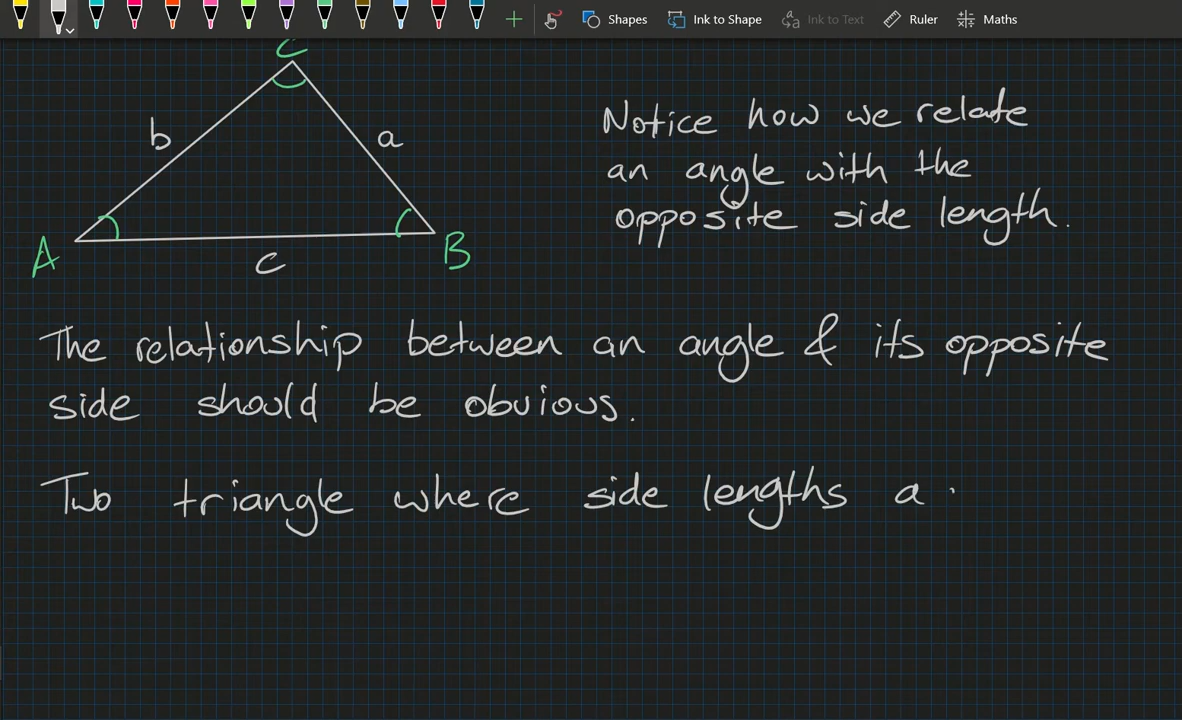 Shapes
Ink to Shape
Ink to Text
Ruler
Maths
C
b
a
A
B
c
Notice how we relate
an angle with the
opposite side length.
The relationship between an angle & its opposite
side should be obvious.
Two triangle where side lengths a